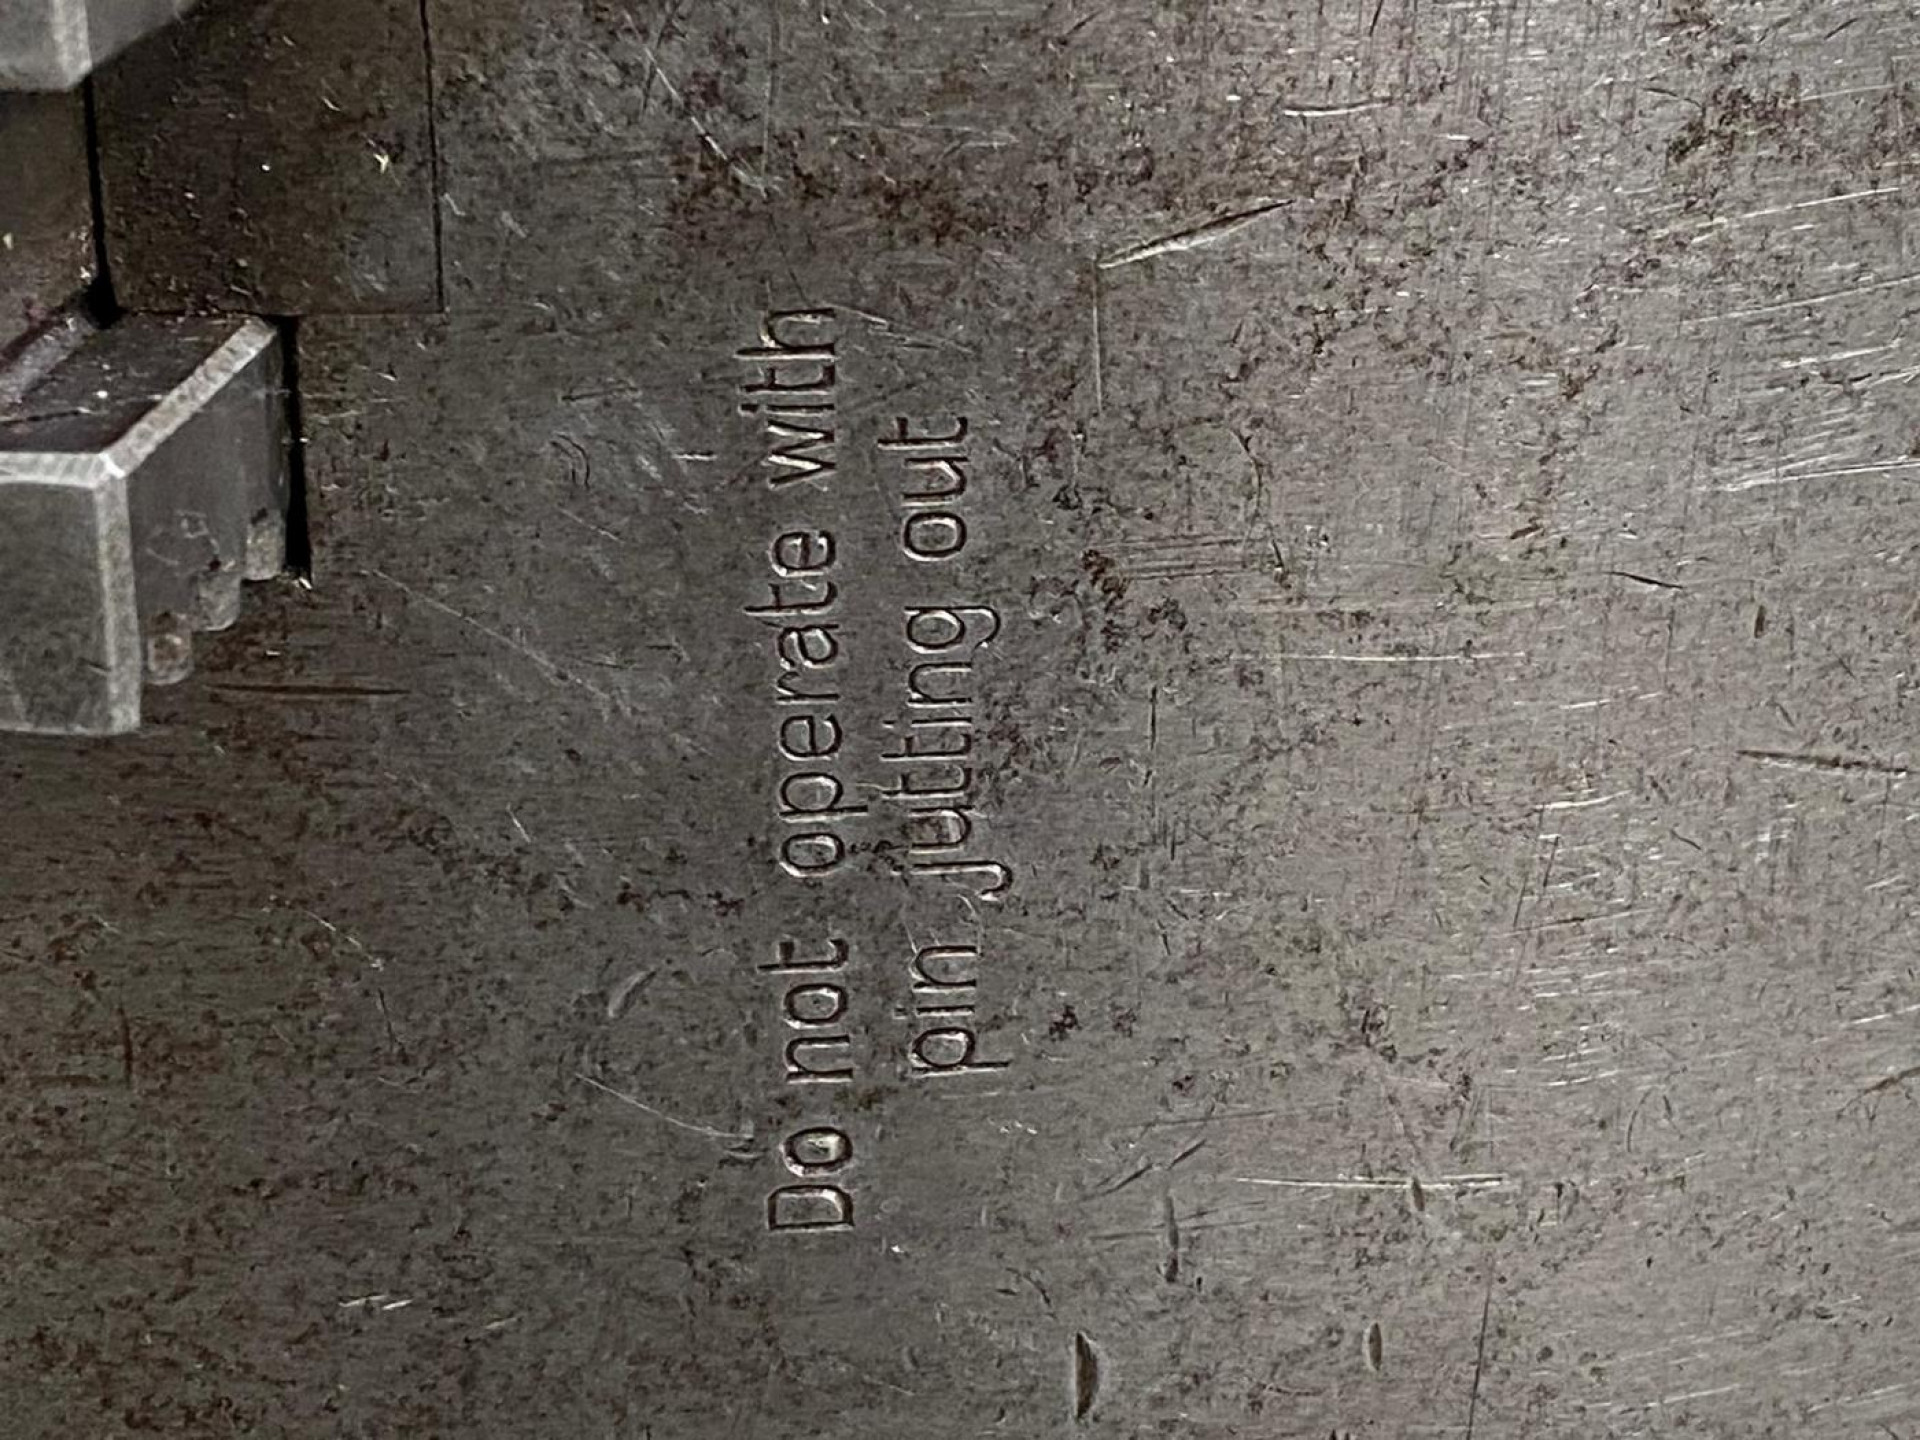 Do not operate with
pin jutting out